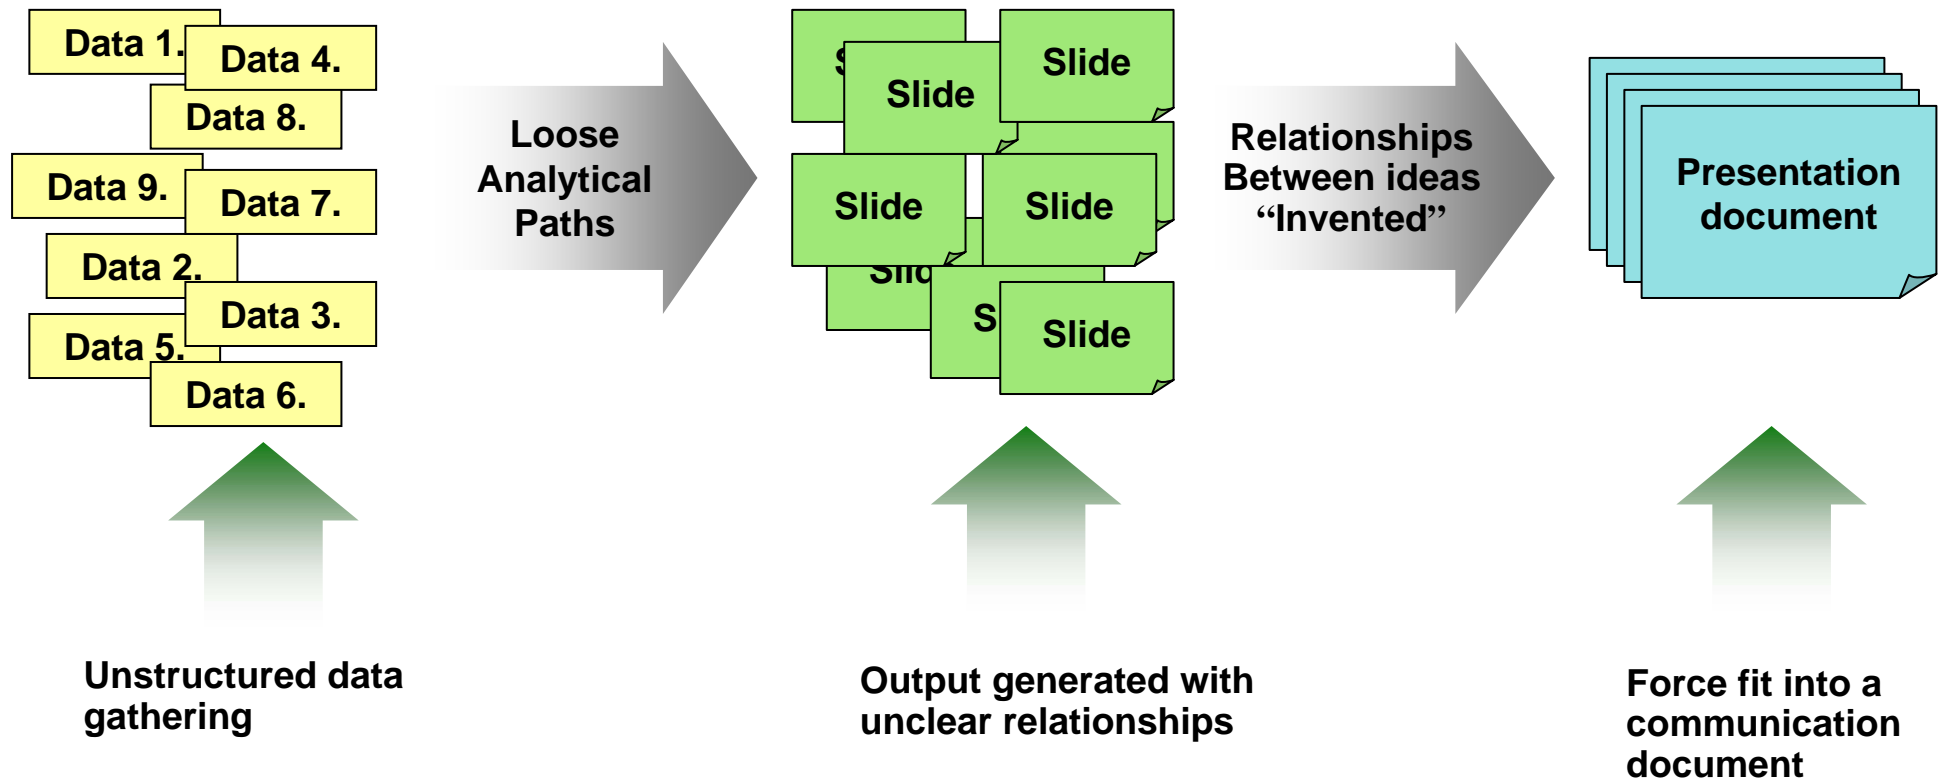 Data 1.
Data 4.
Data 8.
Data 9.
Data 7.
Data 2.
Data 3.
Data 5.
Data 6.
Loose
Analytical
Paths
Slide
Slide
Slide
Slide
Slide
Relationships
Between ideas
“Invented”
Presentation
document
Unstructured data
gathering
Output generated with
unclear relationships
Force fit into a
communication
document